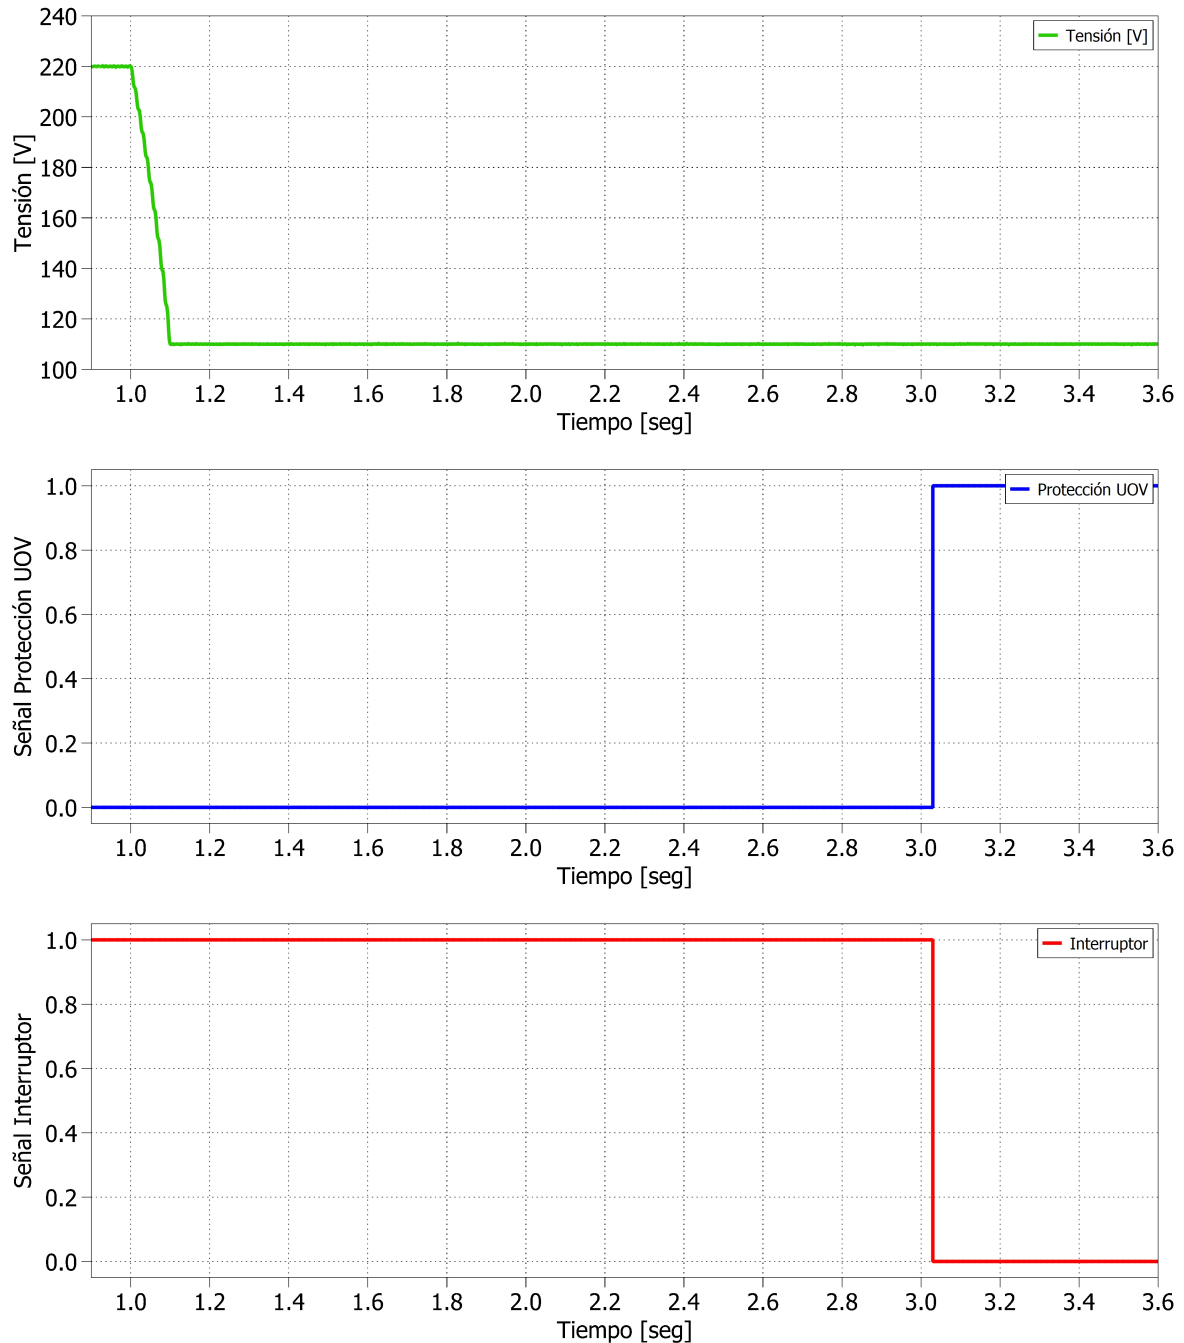 240
220
200
180
160
140
120
100
Tensión [V]
Tensión [V]
1.0 1.2 1.4 1.6 1.8 2.0 2.2 2.4 2.6 2.8 3.0 3.2 3.4 3.6
Tiempo [seg]
1.0
0.8
0.6
0.4
0.2
0.0
Señal Protección UOV
Protección UOV
1.0 1.2 1.4 1.6 1.8 2.0 2.2 2.4 2.6 2.8 3.0 3.2 3.4 3.6
Tiempo [seg]
1.0
0.8
0.6
0.4
0.2
0.0
Señal Interruptor
Interruptor
1.0 1.2 1.4 1.6 1.8 2.0 2.2 2.4 2.6 2.8 3.0 3.2 3.4 3.6
Tiempo [seg]